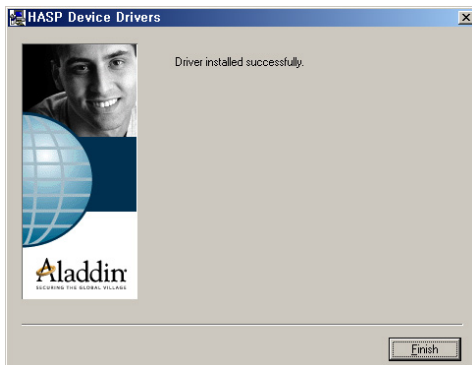 HASP Device Drivers
Driver installed successfully.
Aladdin
SECURING THE GLOBAL VILLAGE
Finish